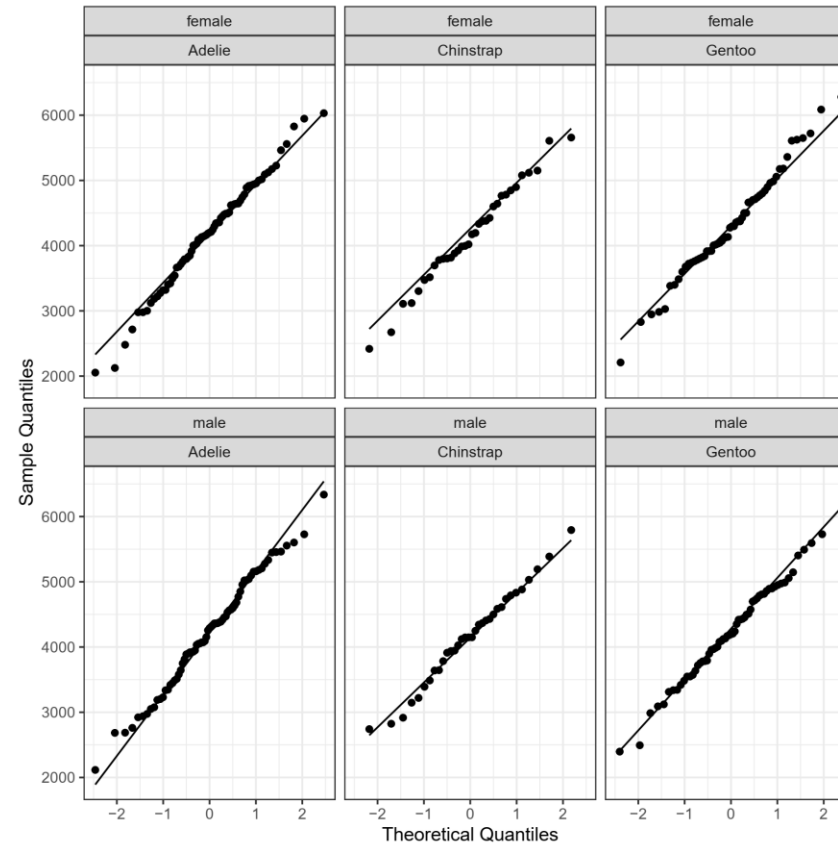 female female female
Adelie Chinstrap Gentoo
6000
5000
4000
3000
2000
male male male
Adelie Chinstrap Gentoo
6000
5000
4000
3000
2000
Sample Quantiles
−2 −1 0 1 2 −2 −1 0 1 2 −2 −1 0 1 2
Theoretical Quantiles